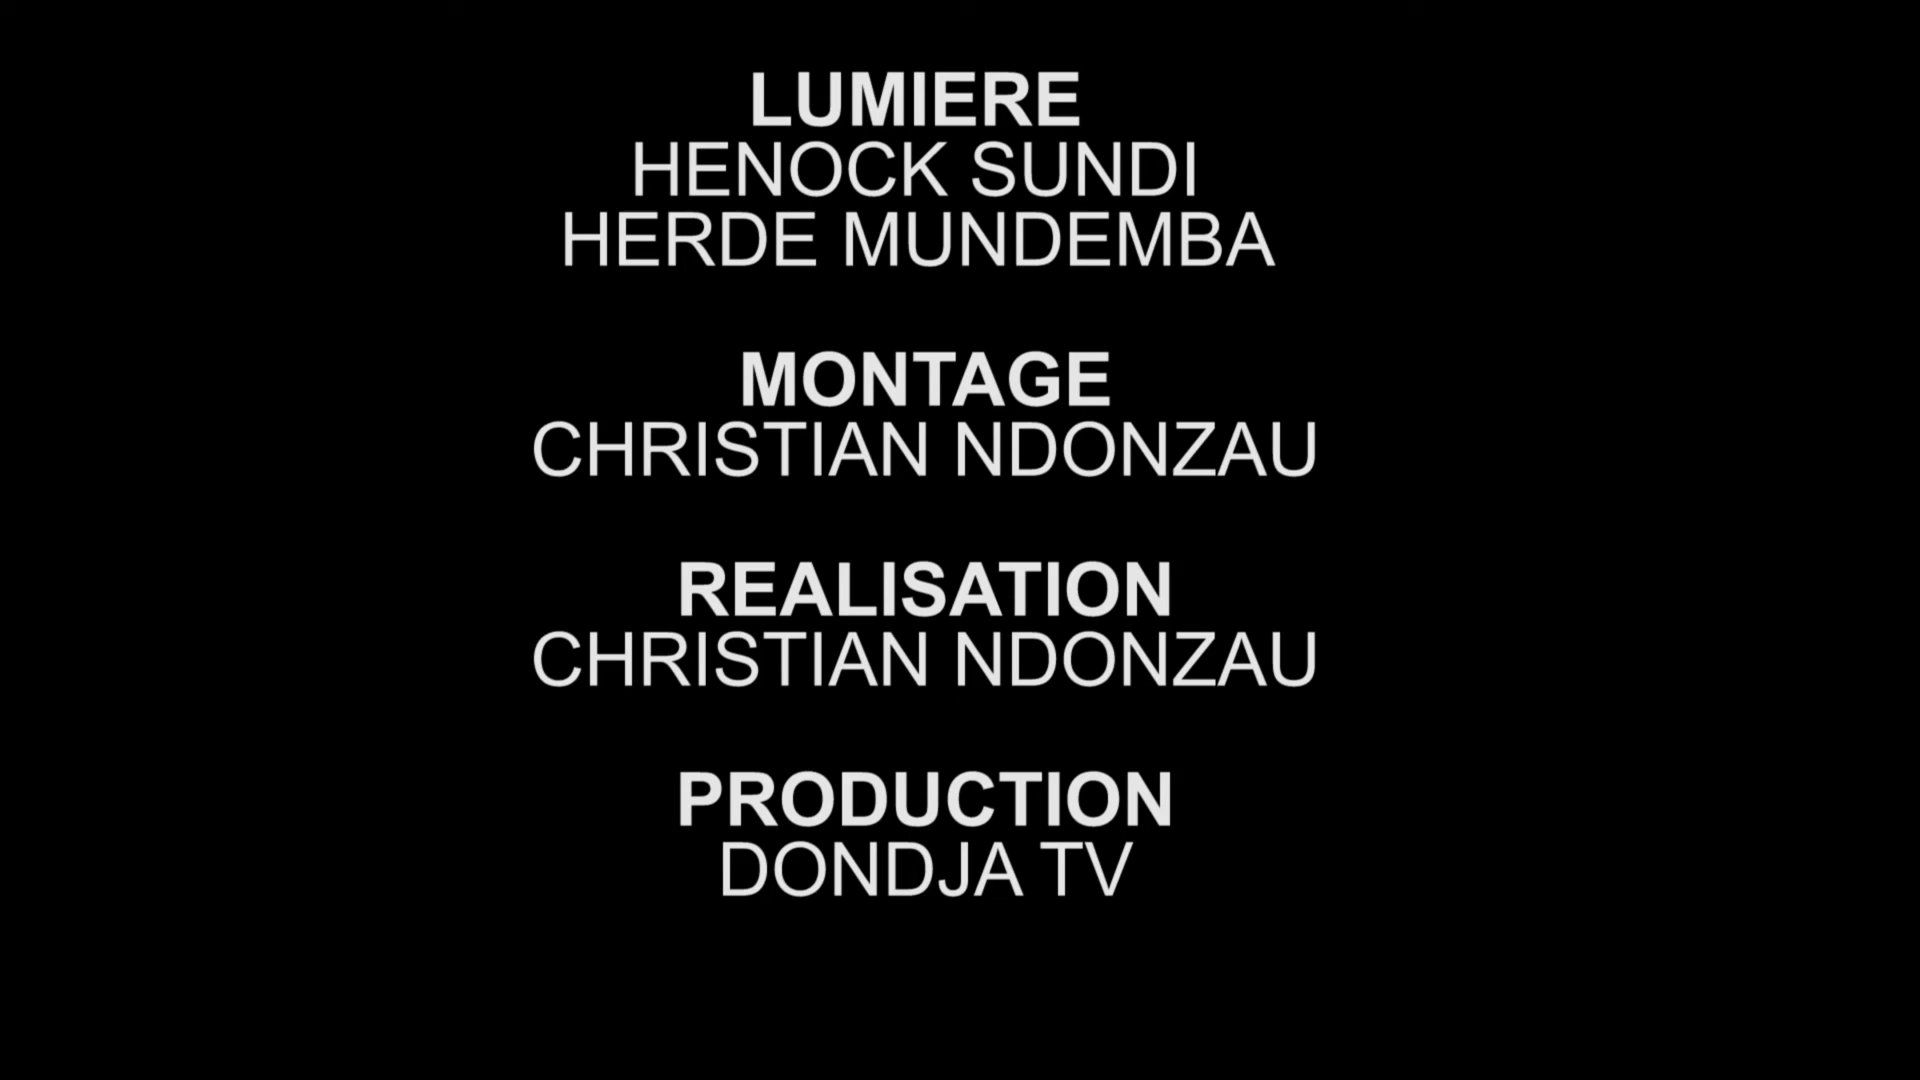 LUMIERE
HENOCK SUNDI
HERDE MUNDEMBA
MONTAGE
CHRISTIAN NDONZAU
REALISATION
CHRISTIAN NDONZAU
PRODUCTION
DONDJA TV